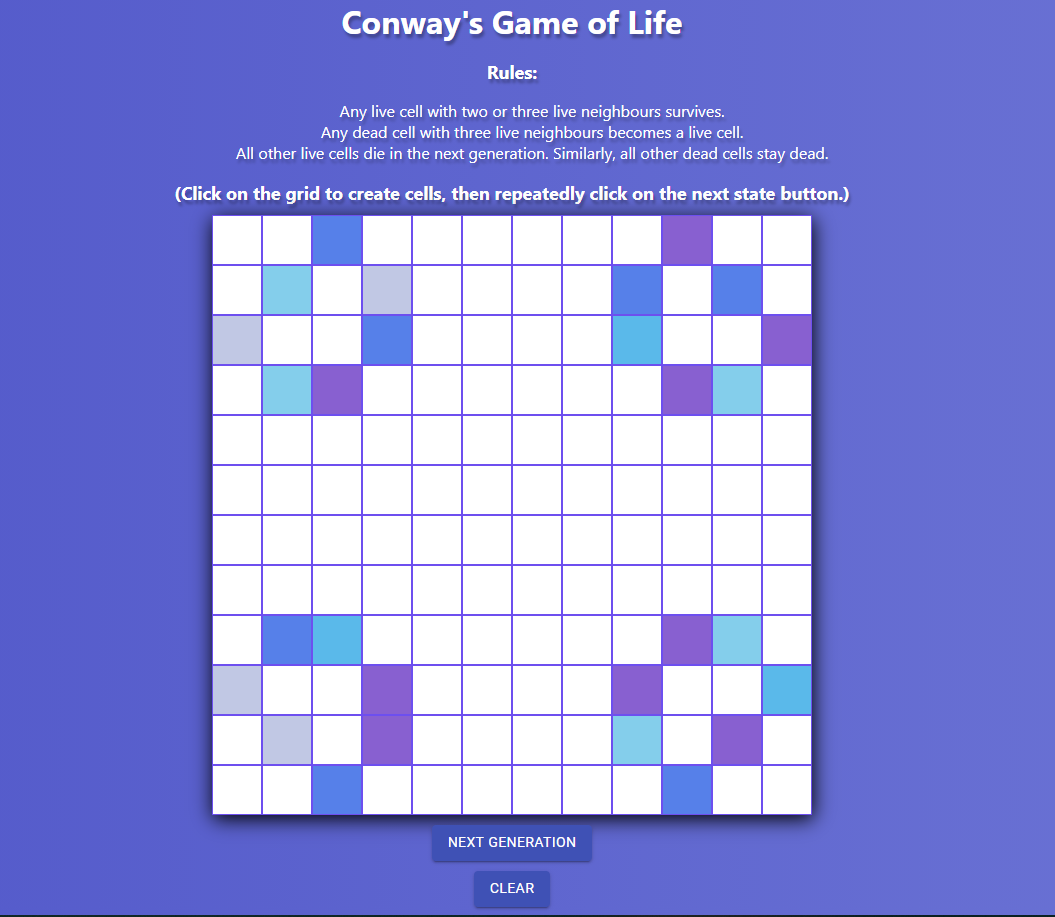 Conway's Game of Life
Rules:
Any live cell with two or three live neighbours survives.
Any dead cell with three live neighbours becomes a live cell.
All other live cells die in the next generation. Similarly, all other dead cells stay dead.
(Click on the grid to create cells, then repeatedly click on the next state button.)
NEXT GENERATION
CLEAR